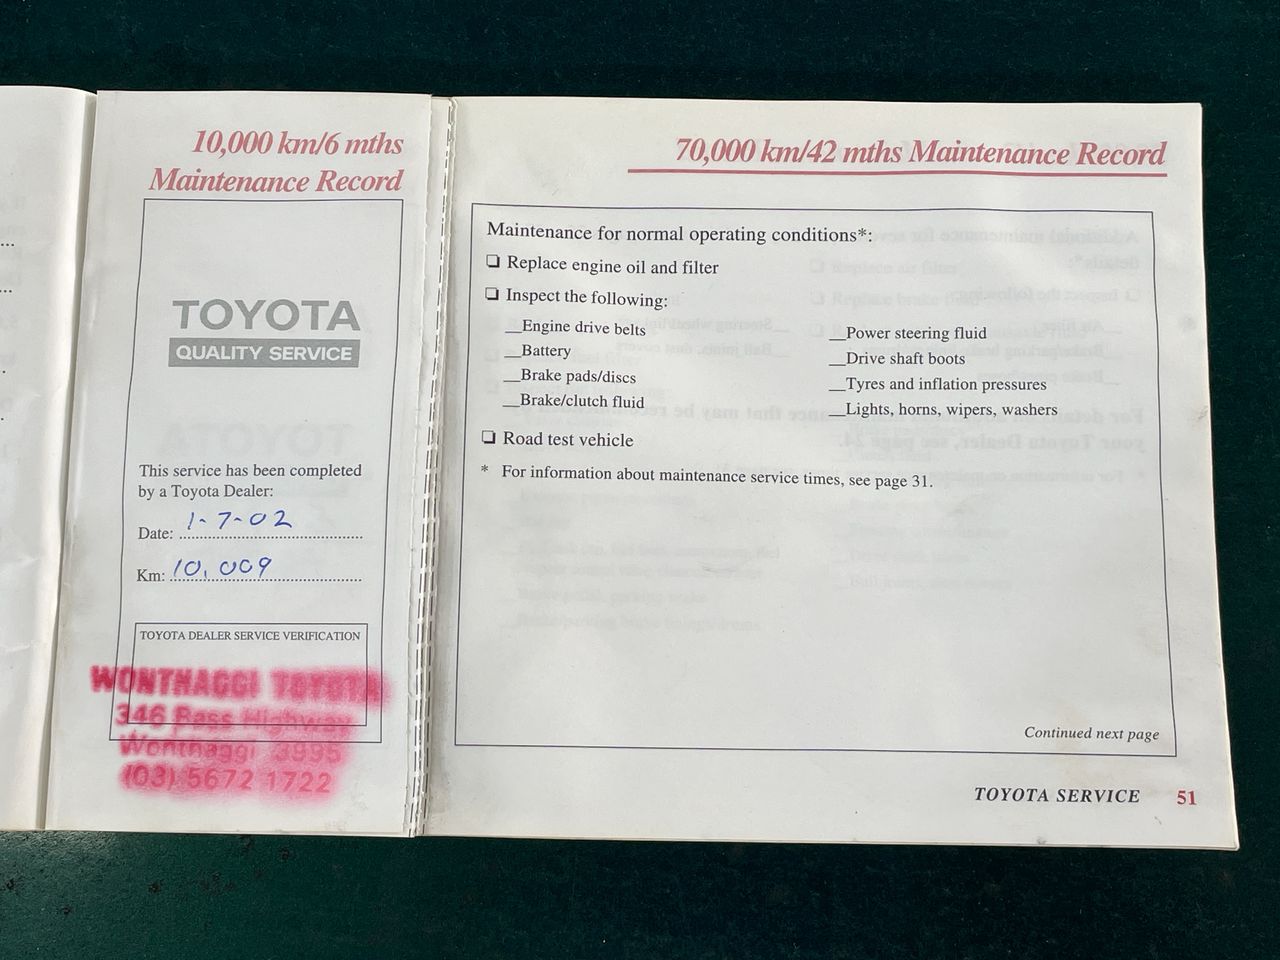 10,000 km/6 mths
Maintenance Record
TOYOTA
QUALITY SERVICE
This service has been completed
by a Toyota Dealer:
Date: 1-7-02
Km: 10,009
TOYOTA DEALER SERVICE VERIFICATION
WONTHAGGI TOYOTA
346 Bass Highway
Wonthaggi 3995
(03) 5672 1722
70,000 km/42 mths Maintenance Record
Maintenance for normal operating conditions*:
❏ Replace engine oil and filter
❏ Inspect the following:
__Engine drive belts
__Battery
__Brake pads/discs
__Brake/clutch fluid
__Power steering fluid
__Drive shaft boots
__Tyres and inflation pressures
__Lights, horns, wipers, washers
❏ Road test vehicle
* For information about maintenance service times, see page 31.
Continued next page
TOYOTA SERVICE 51